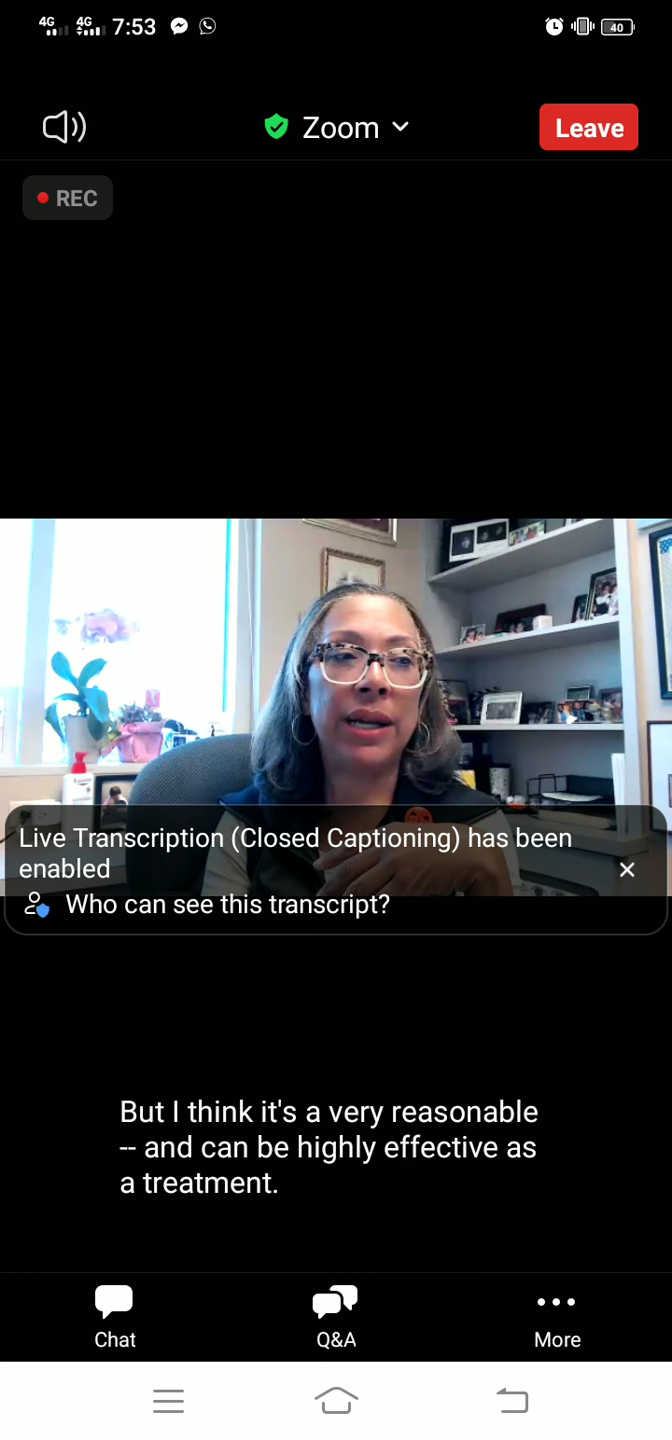 4G 4G 7:53 40
Zoom Leave
REC
Live Transcription (Closed Captioning) has been
enabled
Who can see this transcript?
But I think it's a very reasonable
-- and can be highly effective as
a treatment.
Chat Q&A More